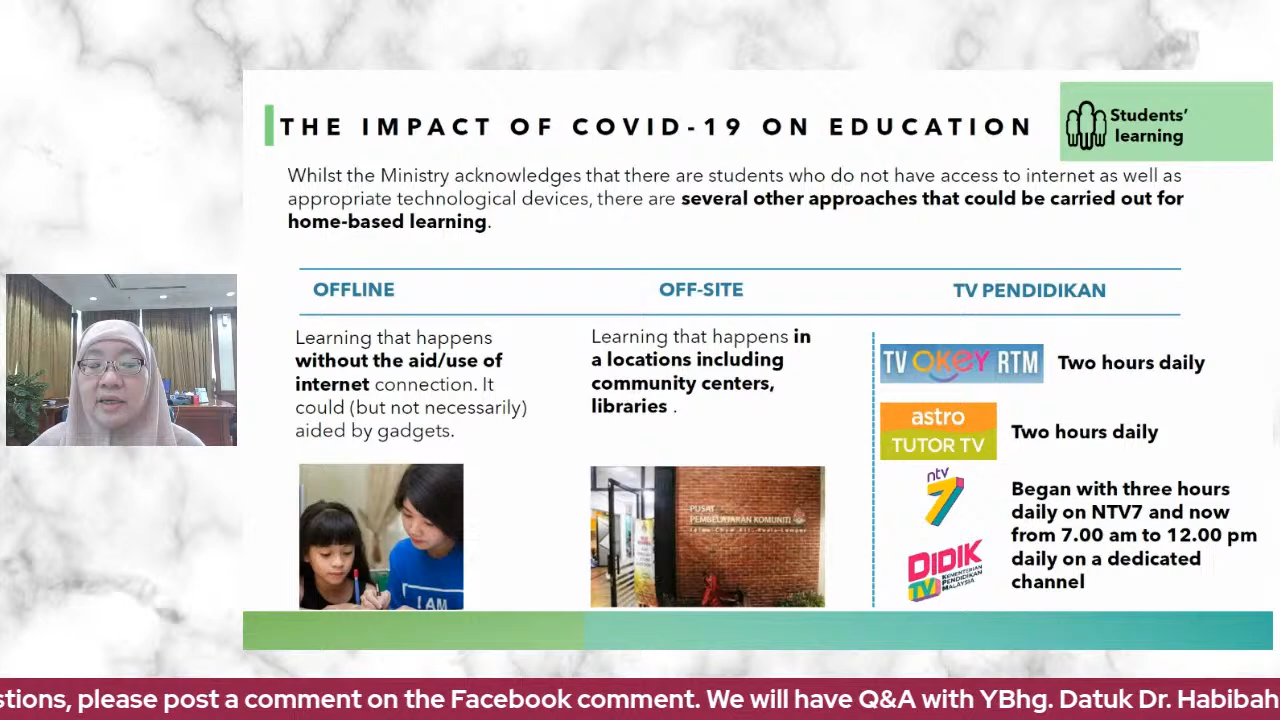 THE IMPACT OF COVID-19 ON EDUCATION
Students'
learning
Whilst the Ministry acknowledges that there are students who do not have access to internet as well as
appropriate technological devices, there are several other approaches that could be carried out for
home-based learning.
OFFLINE
OFF-SITE
TV PENDIDIKAN
Learning that happens
without the aid/use of
internet connection. It
could (but not necessarily)
aided by gadgets.
I AM
Learning that happens in
a locations including
community centers,
libraries .
PUSAT
PEMBELAJARAN KOMUNITI
TV OKEY RTM
Two hours daily
astro
TUTOR TV
Two hours daily
ntv
7
Began with three hours
daily on NTV7 and now
from 7.00 am to 12.00 pm
daily on a dedicated
channel
DIDIK
TV
KEMENTERIAN
PENDIDIKAN
MALAYSIA
stions, please post a comment on the Facebook comment. We will have Q&A with YBhg. Datuk Dr. Habibah